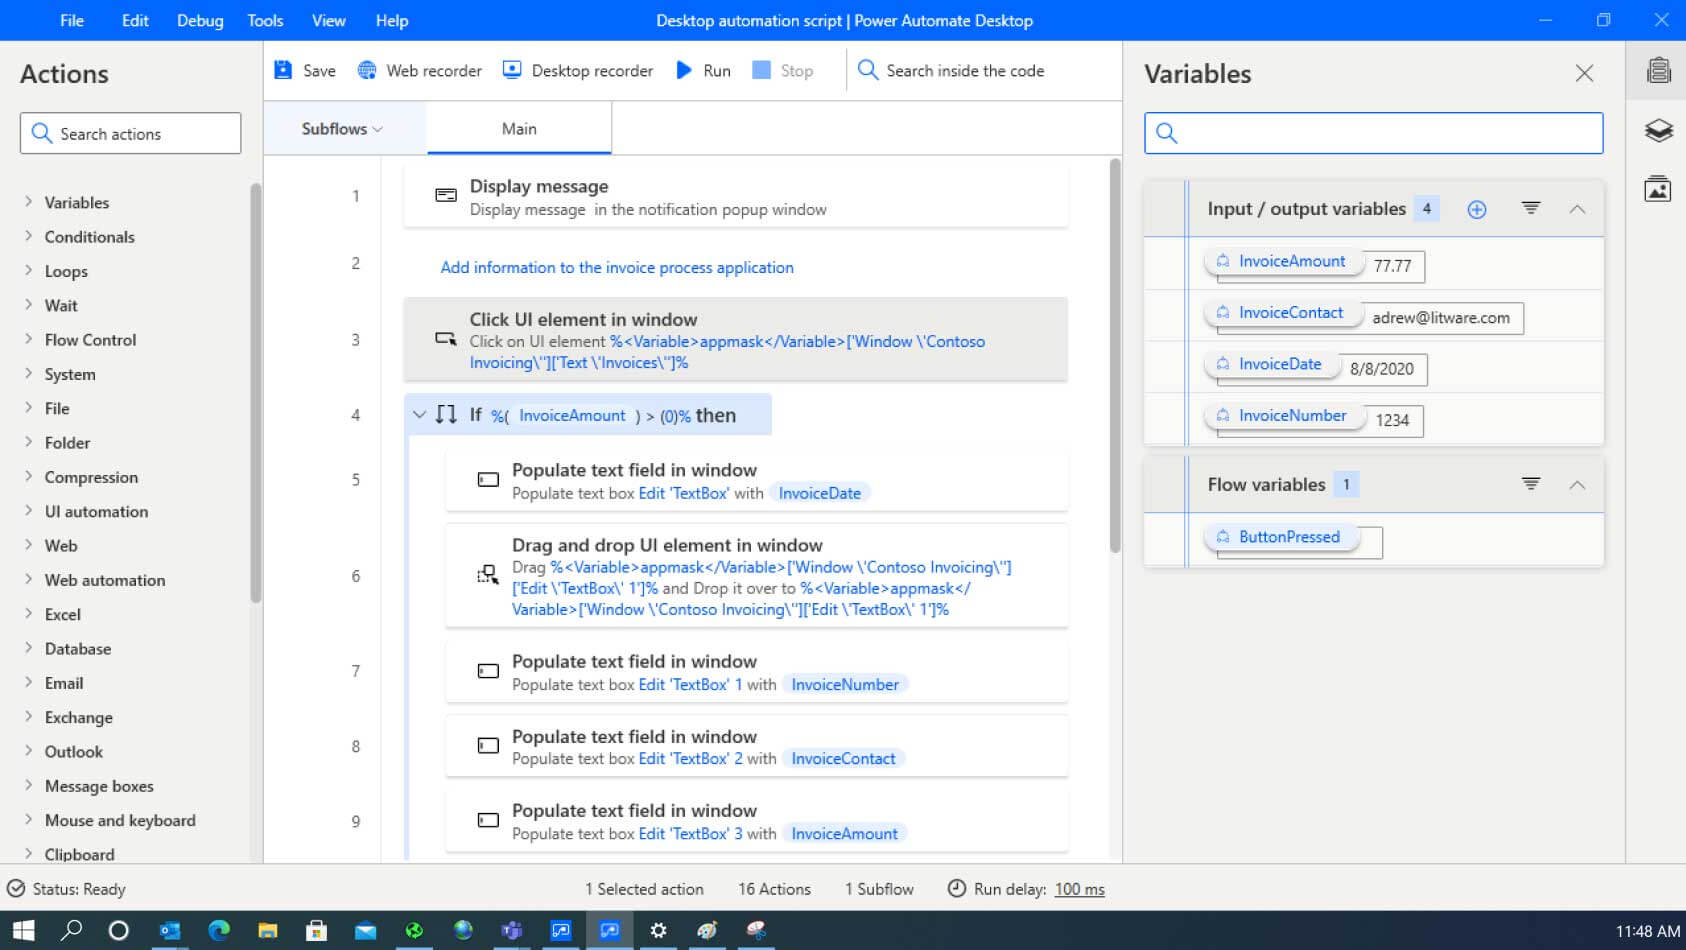 File Edit Debug Tools View Help
Desktop automation script | Power Automate Desktop
Actions
Search actions
Variables
Conditionals
Loops
Wait
Flow Control
System
File
Folder
Compression
UI automation
Web
Web automation
Excel
Database
Email
Exchange
Outlook
Message boxes
Mouse and keyboard
Clipboard
Save Web recorder Desktop recorder Run Stop Search inside the code
Subflows Main
1
Display message
Display message in the notification popup window
2
Add information to the invoice process application
3
Click UI element in window
Click on UI element %<Variable>appmask</Variable>['Window \'Contoso
Invoicing\'']['Text \'Invoices\'']%
4
If %( InvoiceAmount ) > (0)% then
5
Populate text field in window
Populate text box Edit 'TextBox' with InvoiceDate
6
Drag and drop UI element in window
Drag %<Variable>appmask</Variable>['Window \'Contoso Invoicing\'']
['Edit \'TextBox\' 1']% and Drop it over to %<Variable>appmask</
Variable>['Window \'Contoso Invoicing\'']['Edit \'TextBox\' 1']%
7
Populate text field in window
Populate text box Edit 'TextBox' 1 with InvoiceNumber
8
Populate text field in window
Populate text box Edit 'TextBox' 2 with InvoiceContact
9
Populate text field in window
Populate text box Edit 'TextBox' 3 with InvoiceAmount
Variables
Input / output variables 4
InvoiceAmount 77.77
InvoiceContact adrew@litware.com
InvoiceDate 8/8/2020
InvoiceNumber 1234
Flow variables 1
ButtonPressed
Status: Ready 1 Selected action 16 Actions 1 Subflow Run delay: 100 ms
11:48 AM